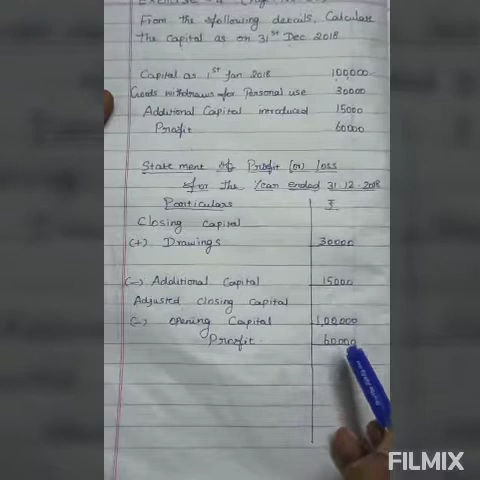 From the following details, Calculate
the Capital as on 31st Dec 2018
Capital as 1st Jan 2018 1,00,000
Goods withdrawn for Personal use 30000
Additional Capital introduced 15000
Profit 60000
Statement of Profit (or) loss
for the Year ended 31-12-2018
Particulars ₹
Closing capital
(+) Drawings 30000
(-) Additional Capital 15000
Adjusted closing capital
(-) opening Capital 1,00,000
Profit 60000
FILMIX